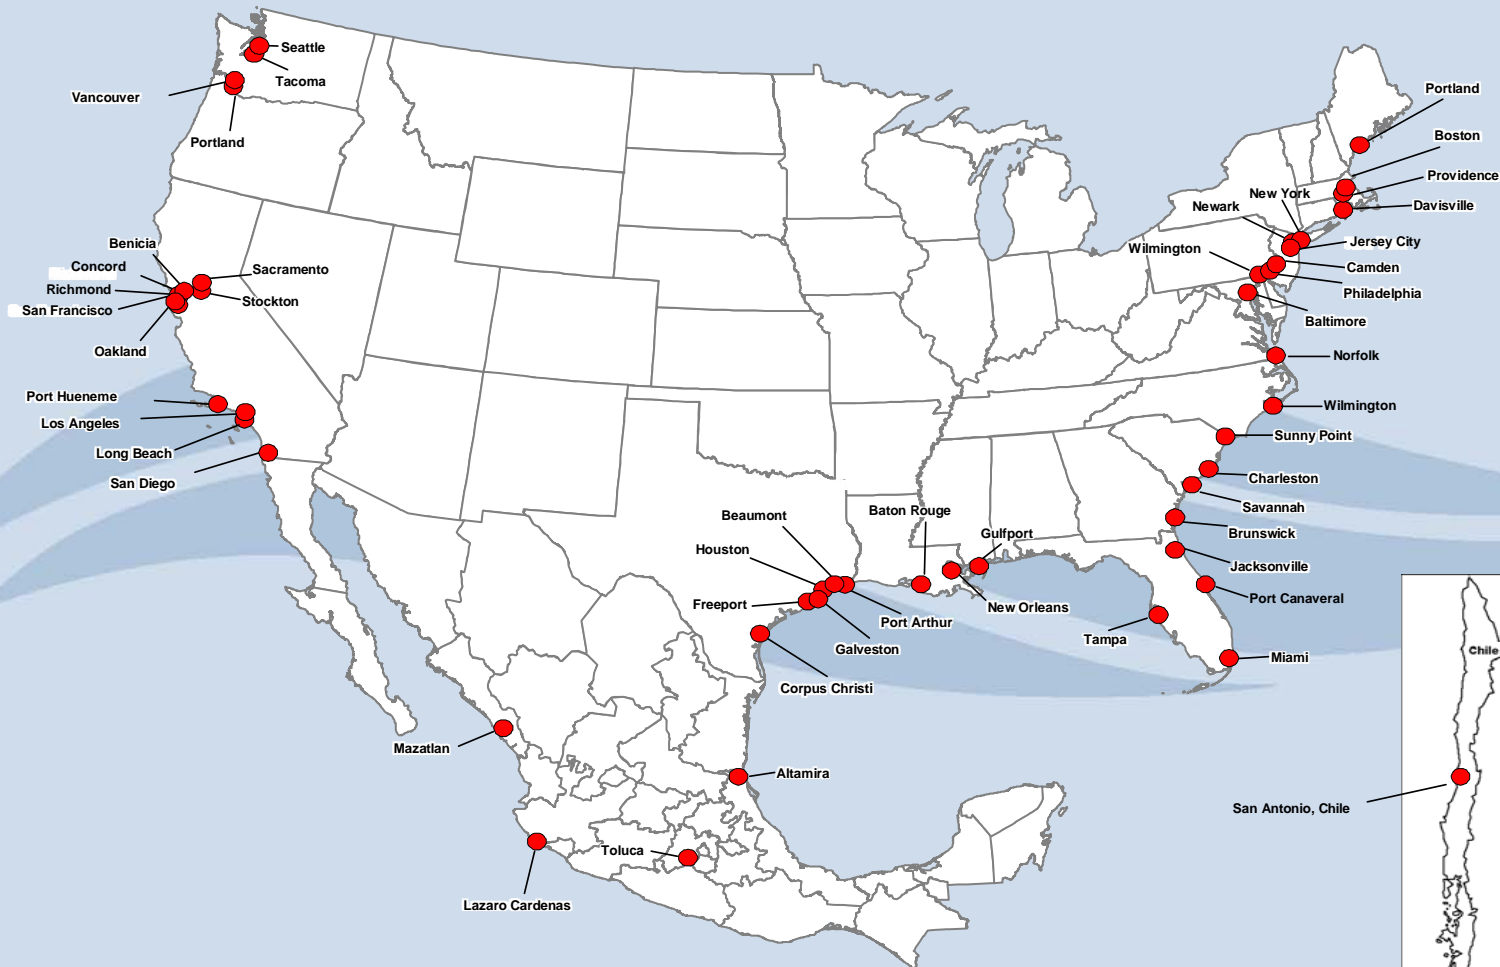 Seattle
Tacoma
Vancouver
Portland
Benicia
Concord
Sacramento
Richmond
Stockton
San Francisco
Oakland
Port Hueneme
Los Angeles
Long Beach
San Diego
Portland
Boston
Providence
New York
Newark
Davisville
Jersey City
Wilmington
Camden
Philadelphia
Baltimore
Norfolk
Wilmington
Sunny Point
Charleston
Savannah
Brunswick
Jacksonville
Port Canaveral
Tampa
Miami
Baton Rouge
Beaumont
Gulfport
Houston
Freeport
New Orleans
Port Arthur
Galveston
Corpus Christi
Mazatlan
Altamira
Toluca
Lazaro Cardenas
Chile
San Antonio, Chile